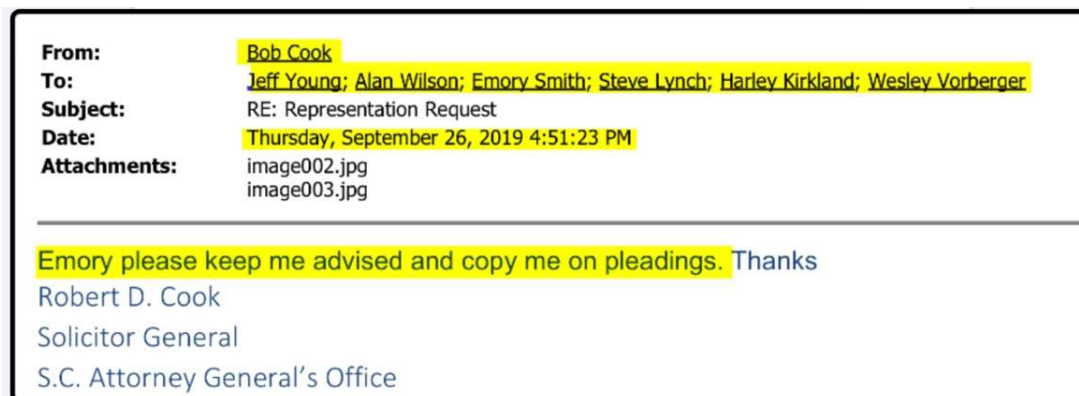 From: Bob Cook
To: Jeff Young; Alan Wilson; Emory Smith; Steve Lynch; Harley Kirkland; Wesley Vorberger
Subject: RE: Representation Request
Date: Thursday, September 26, 2019 4:51:23 PM
Attachments: image002.jpg
image003.jpg
Emory please keep me advised and copy me on pleadings. Thanks
Robert D. Cook
Solicitor General
S.C. Attorney General's Office